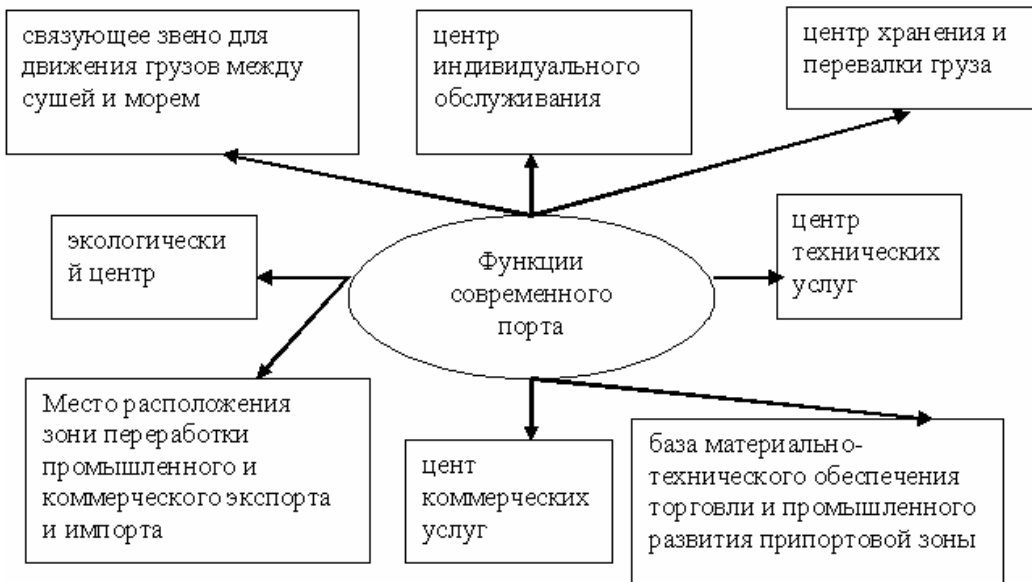 связующее звено для
движения грузов между
сушей и морем
центр
индивидуального
обслуживания
центр хранения и
перевалки груза
экологически
й центр
Функции
современного
порта
центр
технических
услуг
Место расположения
зони переработки
промышленного и
коммерческого экспорта
и импорта
цент
коммерческих
услуг
база материально-
технического обеспечения
торговли и промышленного
развития припортовой зоны